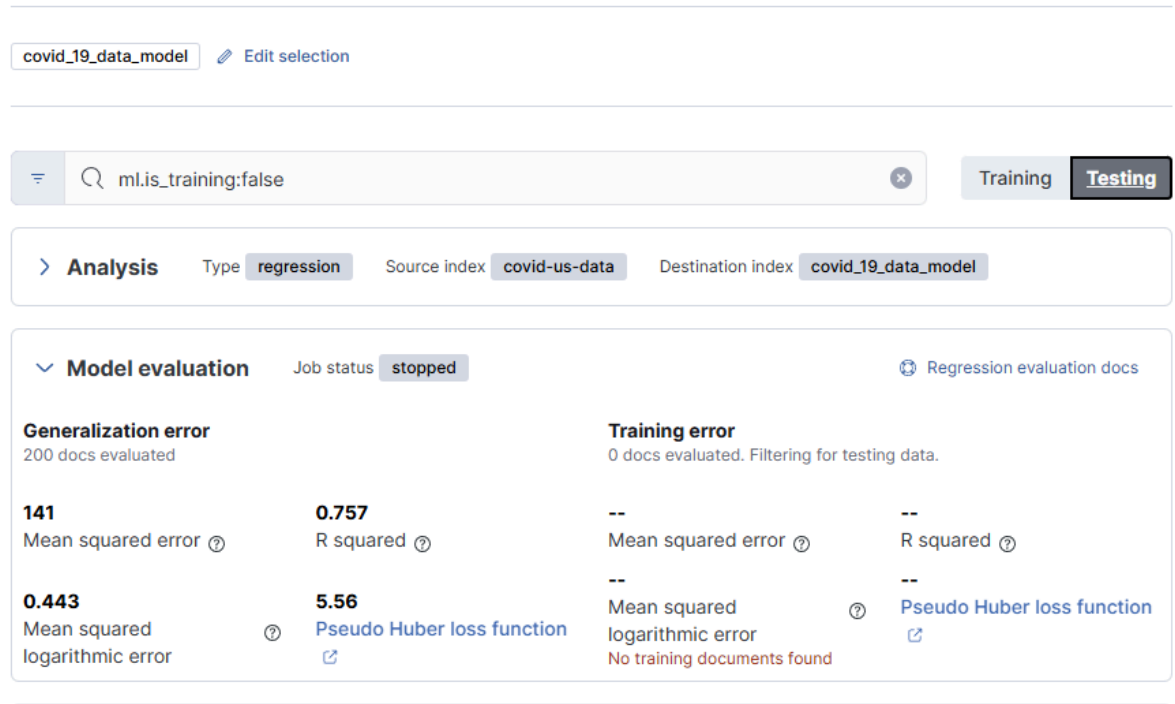 covid_19_data_model Edit selection
ml.is_training:false Training Testing
Analysis Type regression Source index covid-us-data Destination index covid_19_data_model
Model evaluation Job status stopped Regression evaluation docs
Generalization error
200 docs evaluated
141
Mean squared error
0.757
R squared
0.443
Mean squared
logarithmic error
5.56
Pseudo Huber loss function
Training error
0 docs evaluated. Filtering for testing data.
--
Mean squared error
--
R squared
--
Mean squared
logarithmic error
No training documents found
--
Pseudo Huber loss function